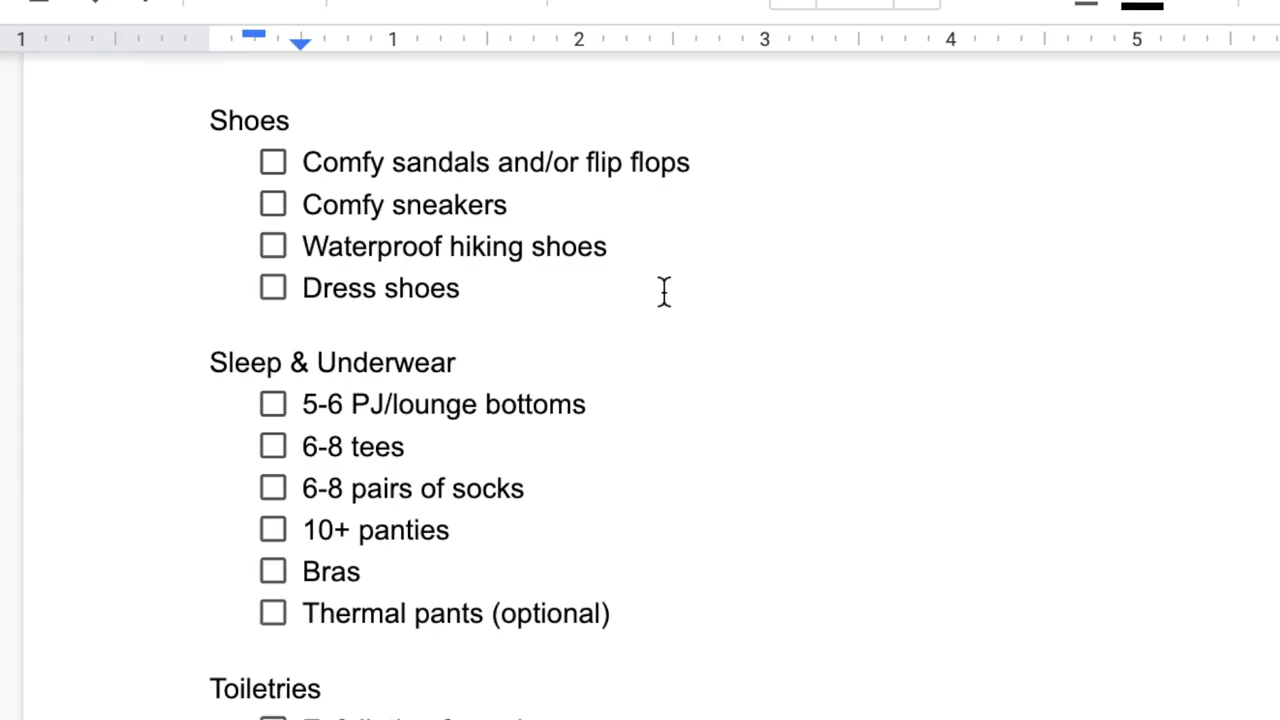 1 1 2 3 4 5
Shoes
Comfy sandals and/or flip flops
Comfy sneakers
Waterproof hiking shoes
Dress shoes
Sleep & Underwear
5-6 PJ/lounge bottoms
6-8 tees
6-8 pairs of socks
10+ panties
Bras
Thermal pants (optional)
Toiletries